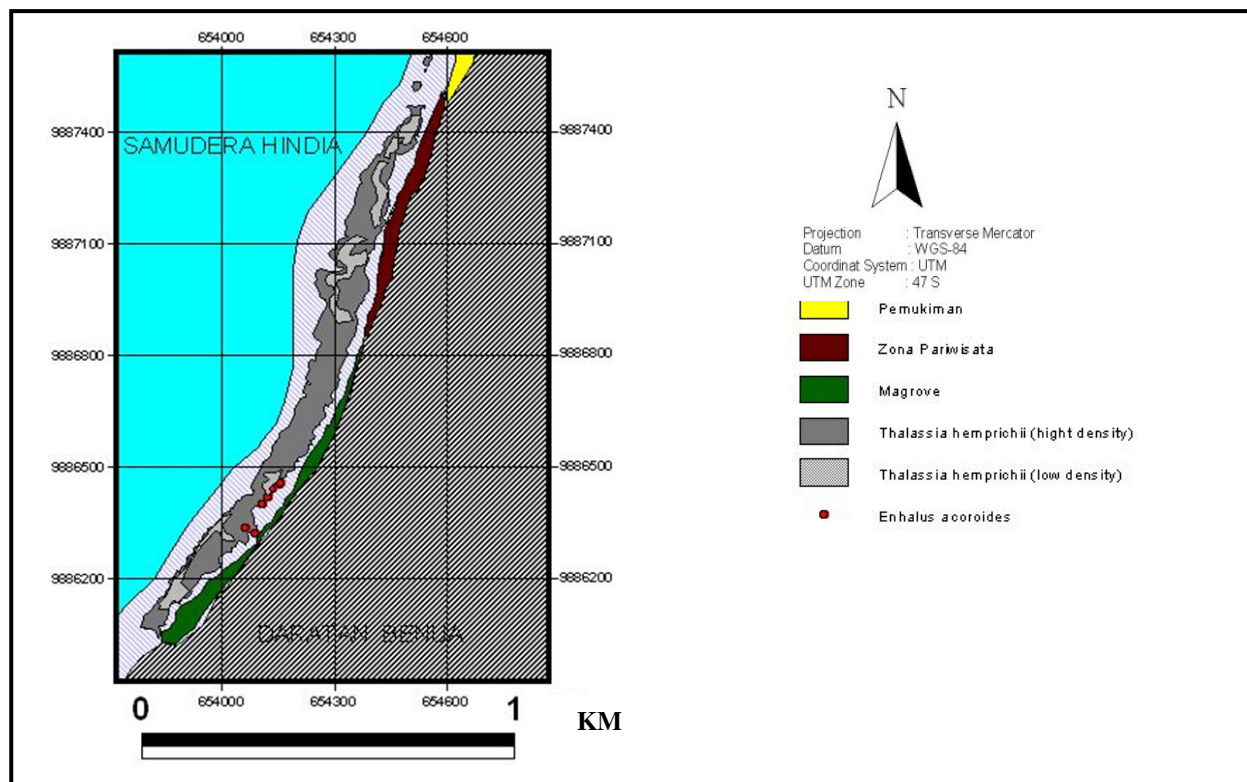 654000 654300 654600
9887400 9887400
SAMUDERA HINDIA
9887100 9887100
9886800 9886800
9886500 9886500
9886200 9886200
DARATAN BENUA
654000 654300 654600
0 1
KM
N
Projection : Transverse Mercator
Datum : WGS-84
Coordinat System : UTM
UTM Zone : 47 S
Pemukiman
Zona Pariwisata
Magrove
Thalassia hemprichii (hight density)
Thalassia hemprichii (low density)
Enhalus acoroides